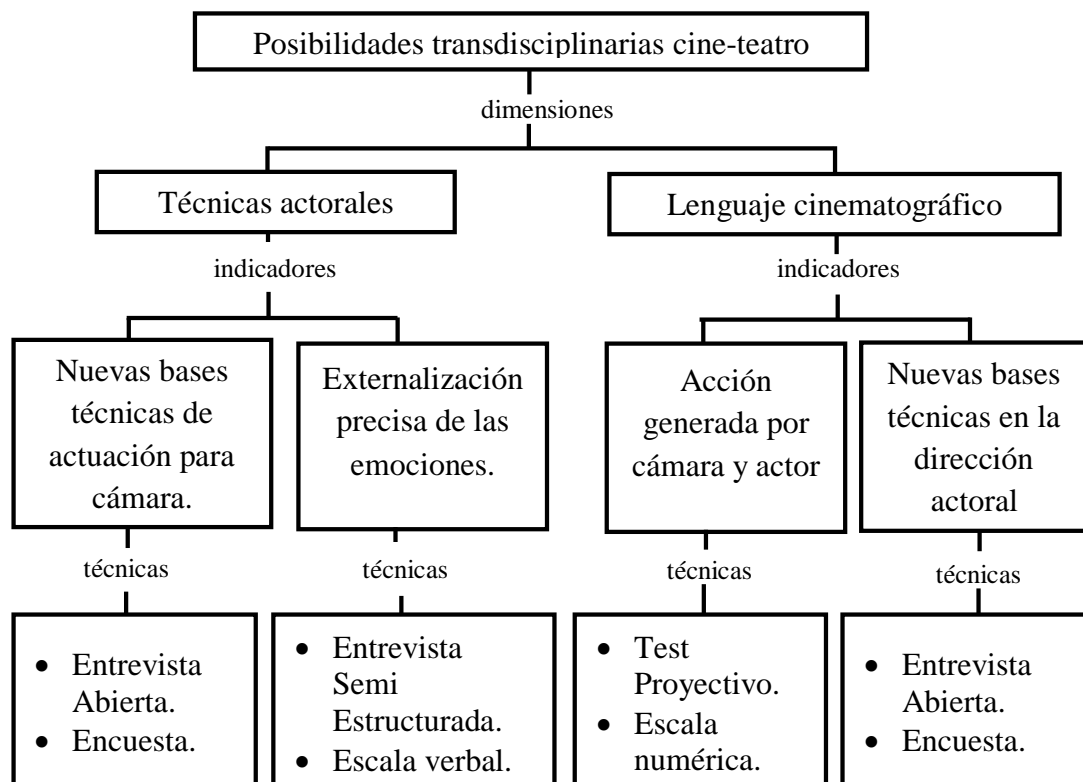 Posibilidades transdisciplinarias cine-teatro
dimensiones
Técnicas actorales
Lenguaje cinematográfico
indicadores
indicadores
Nuevas bases
técnicas de
actuación para
cámara.
Externalización
precisa de las
emociones.
Acción
generada por
cámara y actor
Nuevas bases
técnicas en la
dirección
actoral
técnicas
técnicas
técnicas
técnicas
• Entrevista
Abierta.
• Encuesta.
• Entrevista
Semi
Estructurada.
• Escala verbal.
• Test
Proyectivo.
• Escala
numérica.
• Entrevista
Abierta.
• Encuesta.